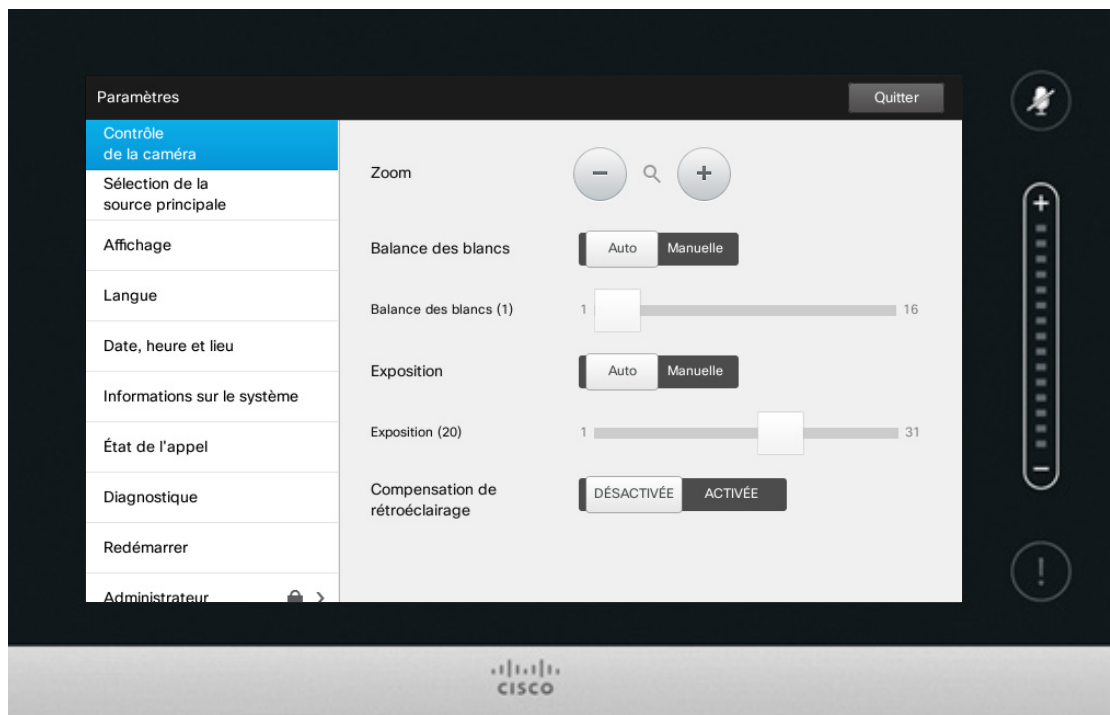 Paramètres
Quitter
Contrôle
de la caméra
Sélection de la
source principale
Affichage
Langue
Date, heure et lieu
Informations sur le système
État de l'appel
Diagnostique
Redémarrer
Administrateur
Zoom
Balance des blancs
Auto
Manuelle
Balance des blancs (1)
1
16
Exposition
Auto
Manuelle
Exposition (20)
1
31
Compensation de
rétroéclairage
DÉSACTIVÉE
ACTIVÉE
CISCO